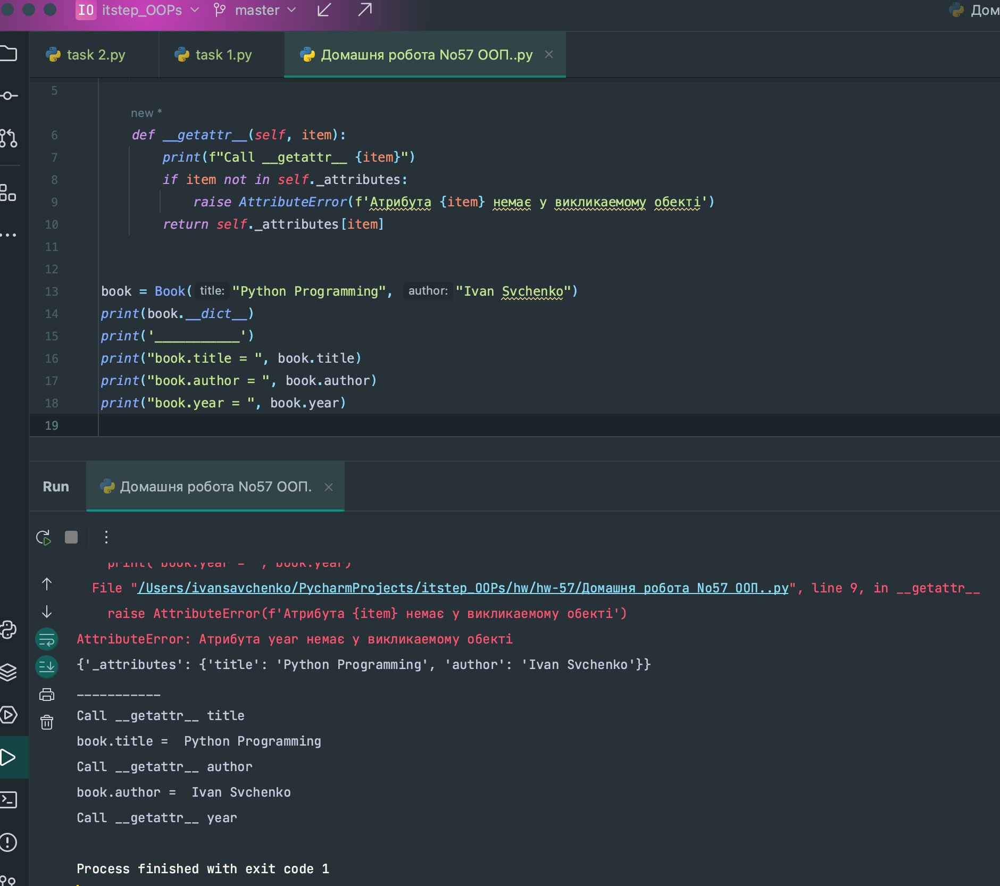 IO itstep_OOPs master Дом
task 2.py task 1.py Домашня робота No57 ООП..py
5
new *
6 def __getattr__(self, item):
7 print(f"Call __getattr__ {item}")
8 if item not in self._attributes:
9 raise AttributeError(f'Атрибута {item} немає у викликаемому обекті')
10 return self._attributes[item]
11
12
13 book = Book( title: "Python Programming", author: "Ivan Svchenko")
14 print(book.__dict__)
15 print('___________')
16 print("book.title = ", book.title)
17 print("book.author = ", book.author)
18 print("book.year = ", book.year)
19
Run Домашня робота No57 ООП.
print("book.year = ", book.year)
File "/Users/ivansavchenko/PycharmProjects/itstep_OOPs/hw/hw-57/Домашня робота No57 ООП..py", line 9, in __getattr__
raise AttributeError(f'Атрибута {item} немає у викликаемому обекті')
AttributeError: Атрибута year немає у викликаемому обекті
{'_attributes': {'title': 'Python Programming', 'author': 'Ivan Svchenko'}}
___________
Call __getattr__ title
book.title =  Python Programming
Call __getattr__ author
book.author =  Ivan Svchenko
Call __getattr__ year
Process finished with exit code 1